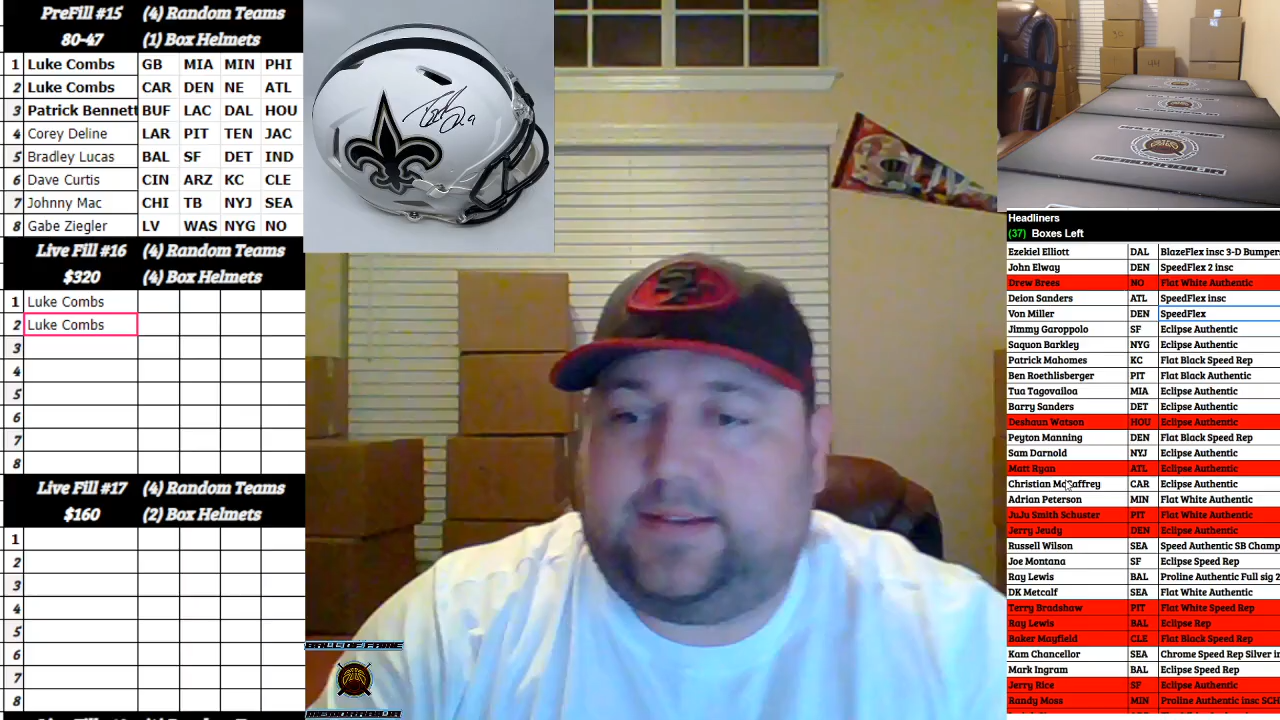 PreFill #15 (4) Random Teams
80-47 (1) Box Helmets
1 Luke Combs GB MIA MIN PHI
2 Luke Combs CAR DEN NE ATL
3 Patrick Bennett BUF LAC DAL HOU
4 Corey Deline LAR PIT TEN JAC
5 Bradley Lucas BAL SF DET IND
6 Dave Curtis CIN ARZ KC CLE
7 Johnny Mac CHI TB NYJ SEA
8 Gabe Ziegler LV WAS NYG NO
Live Fill #16 (4) Random Teams
$320 (4) Box Helmets
1 Luke Combs
2 Luke Combs
3
4
5
6
7
8
Live Fill #17 (4) Random Teams
$160 (2) Box Helmets
1
2
3
4
5
6
7
8
Headliners
(37) Boxes Left
Ezekiel Elliott DAL BlazeFlex insc 3-D Bumpers
John Elway DEN SpeedFlex 2 insc
Drew Brees NO Flat White Authentic
Deion Sanders ATL SpeedFlex insc
Von Miller DEN SpeedFlex
Jimmy Garoppolo SF Eclipse Authentic
Saquon Barkley NYG Eclipse Authentic
Patrick Mahomes KC Flat Black Speed Rep
Ben Roethlisberger PIT Flat Black Authentic
Tua Tagovailoa MIA Eclipse Authentic
Barry Sanders DET Eclipse Authentic
Deshaun Watson HOU Eclipse Authentic
Peyton Manning DEN Flat Black Speed Rep
Sam Darnold NYJ Eclipse Authentic
Matt Ryan ATL Eclipse Authentic
Christian McCaffrey CAR Eclipse Authentic
Adrian Peterson MIN Flat White Authentic
JuJu Smith Schuster PIT Flat White Authentic
Jerry Jeudy DEN Eclipse Authentic
Russell Wilson SEA Speed Authentic SB Champ
Joe Montana SF Eclipse Speed Rep
Ray Lewis BAL Proline Authentic Full sig 2
DK Metcalf SEA Flat White Authentic
Terry Bradshaw PIT Flat White Speed Rep
Ray Lewis BAL Eclipse Rep
Baker Mayfield CLE Flat Black Speed Rep
Kam Chancellor SEA Chrome Speed Rep Silver in
Mark Ingram BAL Eclipse Speed Rep
Jerry Rice SF Eclipse Authentic
Randy Moss MIN Proline Authentic insc SCH
BALL OF FAME
MEMORABILIA